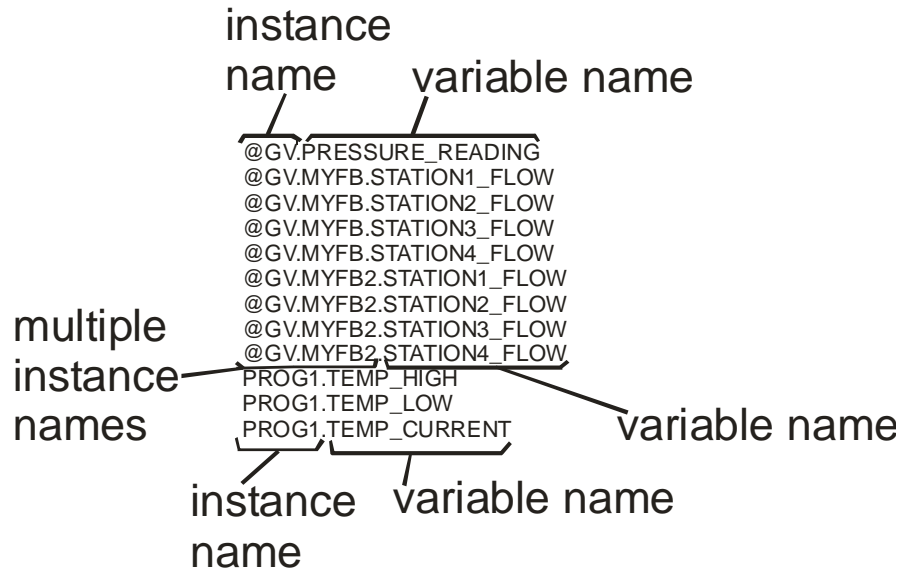 instance
name
variable name
@GV.PRESSURE_READING
@GV.MYFB.STATION1_FLOW
@GV.MYFB.STATION2_FLOW
@GV.MYFB.STATION3_FLOW
@GV.MYFB.STATION4_FLOW
@GV.MYFB2.STATION1_FLOW
@GV.MYFB2.STATION2_FLOW
@GV.MYFB2.STATION3_FLOW
@GV.MYFB2.STATION4_FLOW
multiple
instance
names
PROG1.TEMP_HIGH
PROG1.TEMP_LOW
PROG1.TEMP_CURRENT
variable name
instance
name
variable name